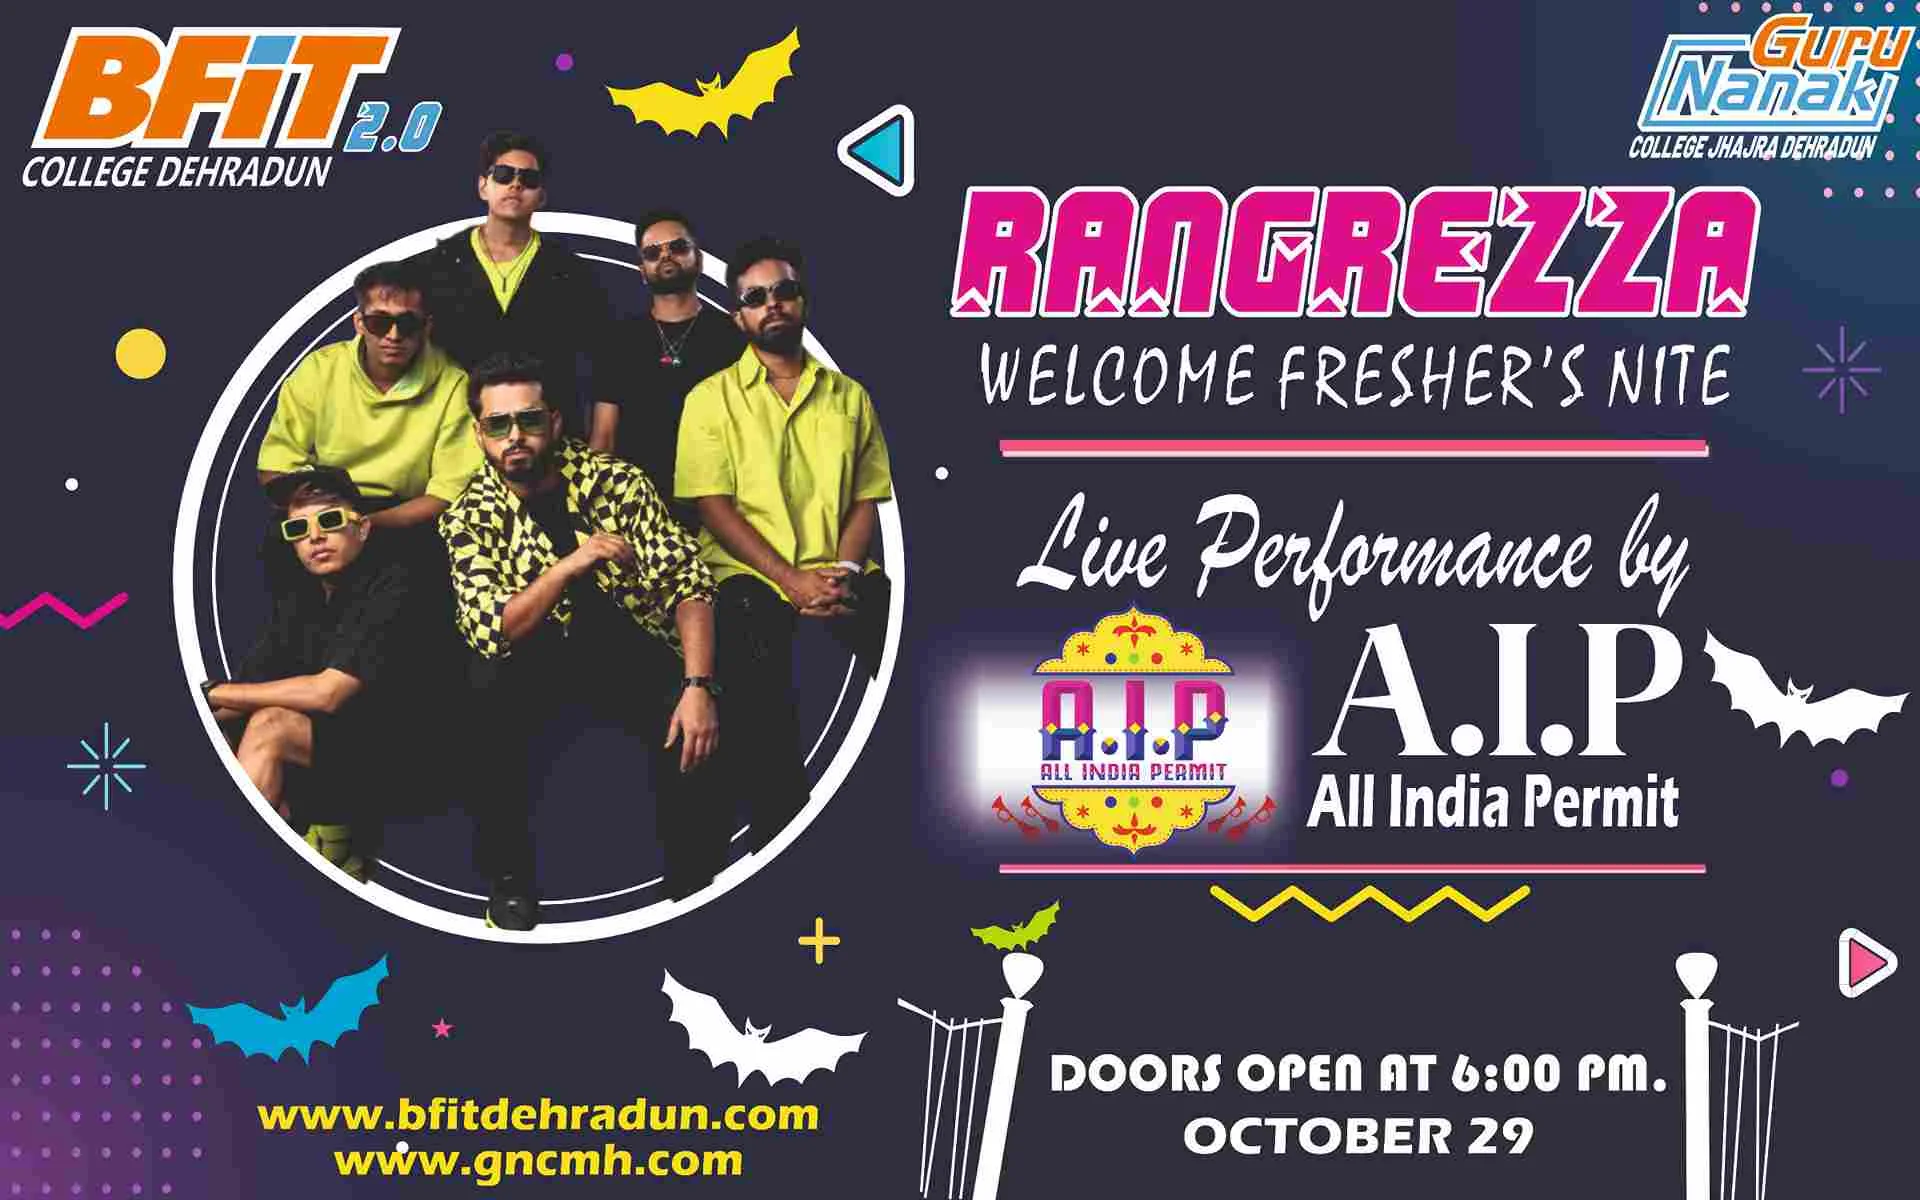 BFiT 2.0
COLLEGE DEHRADUN
Guru
Nanak
COLLEGE JHAJRA DEHRADUN
RANGREZZA
WELCOME FRESHER'S NITE
Live Performance by
A.I.P
ALL INDIA PERMIT
A.I.P
All India Permit
DOORS OPEN AT 6:00 PM.
OCTOBER 29
www.bfitdehradun.com
www.gncmh.com